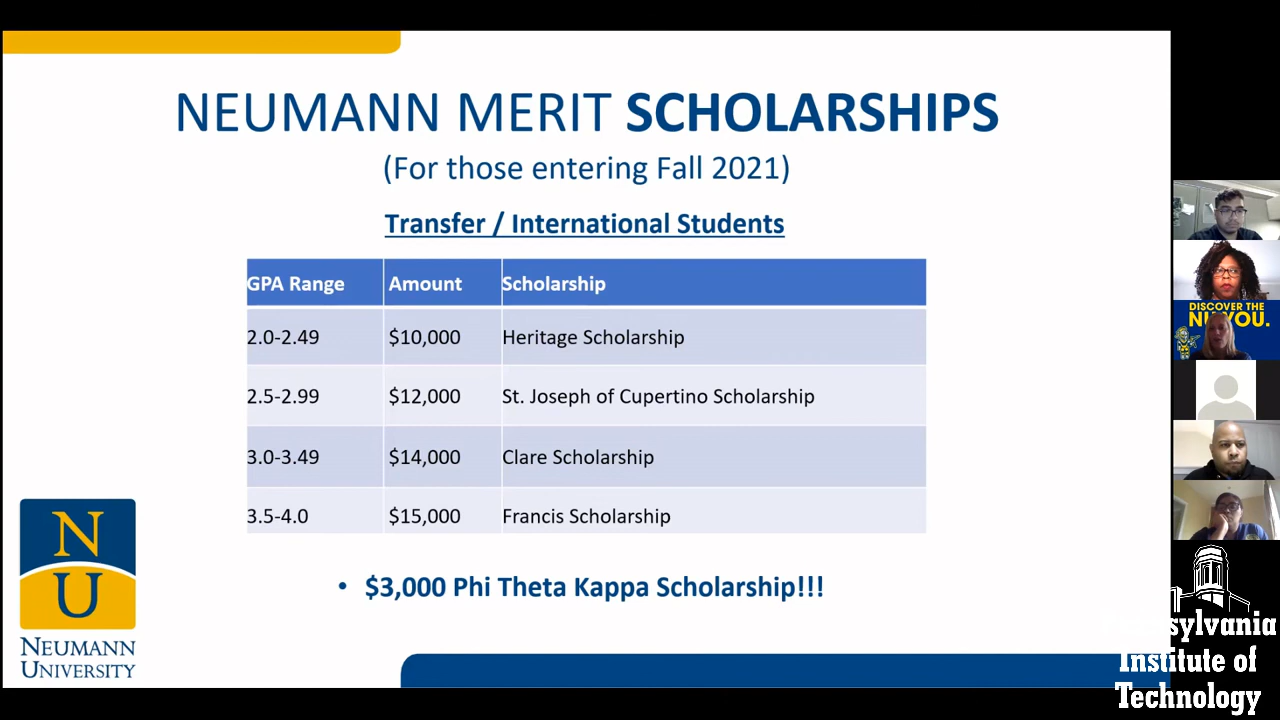 NEUMANN MERIT SCHOLARSHIPS
(For those entering Fall 2021)
Transfer / International Students
GPA Range Amount Scholarship
2.0-2.49 $10,000 Heritage Scholarship
2.5-2.99 $12,000 St. Joseph of Cupertino Scholarship
3.0-3.49 $14,000 Clare Scholarship
3.5-4.0 $15,000 Francis Scholarship
• $3,000 Phi Theta Kappa Scholarship!!!
N
U
NEUMANN
UNIVERSITY
DISCOVER THE
YOU.
Pennsylvania
Institute of
Technology